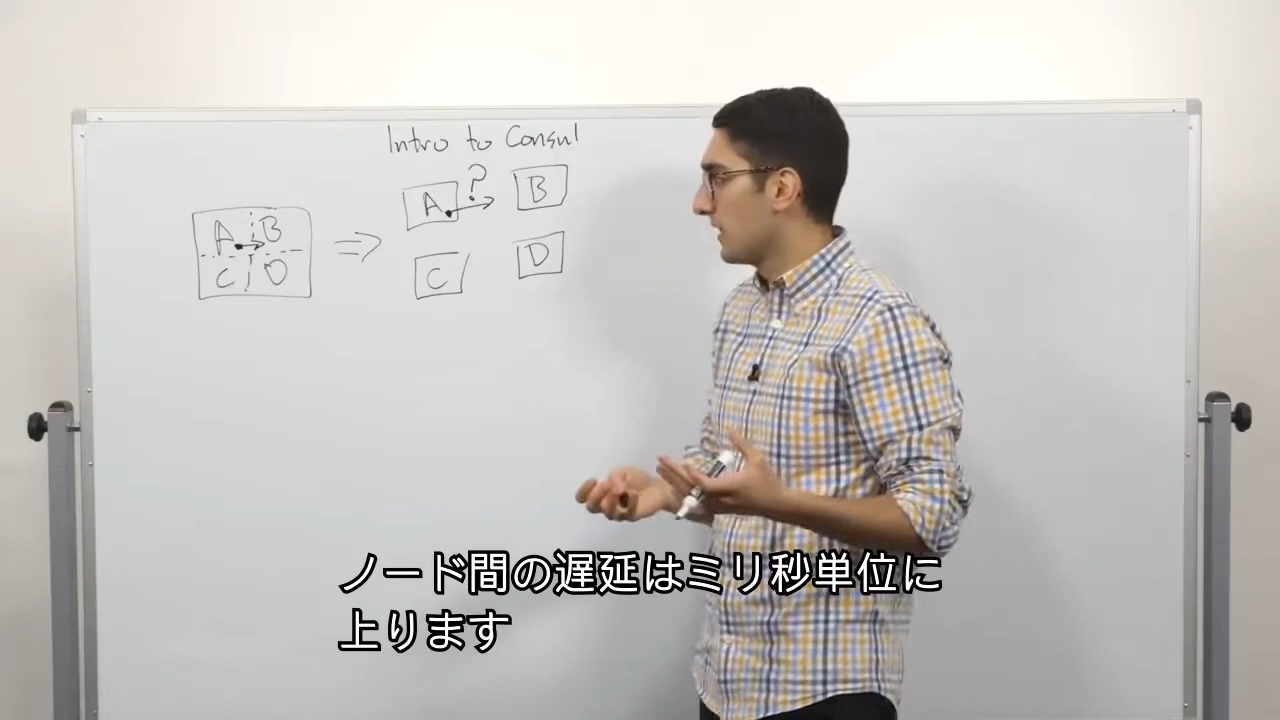 Intro to Consul
A ? B
A B
C D
C D
ノード間の遅延はミリ秒単位に
上ります